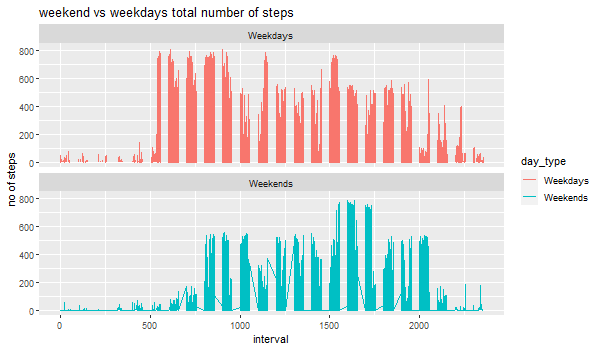 weekend vs weekdays total number of steps
Weekdays
800
600
400
200
0
Weekends
800
600
400
200
0
no of steps
0
500
1000
1500
2000
interval
day_type
Weekdays
Weekends